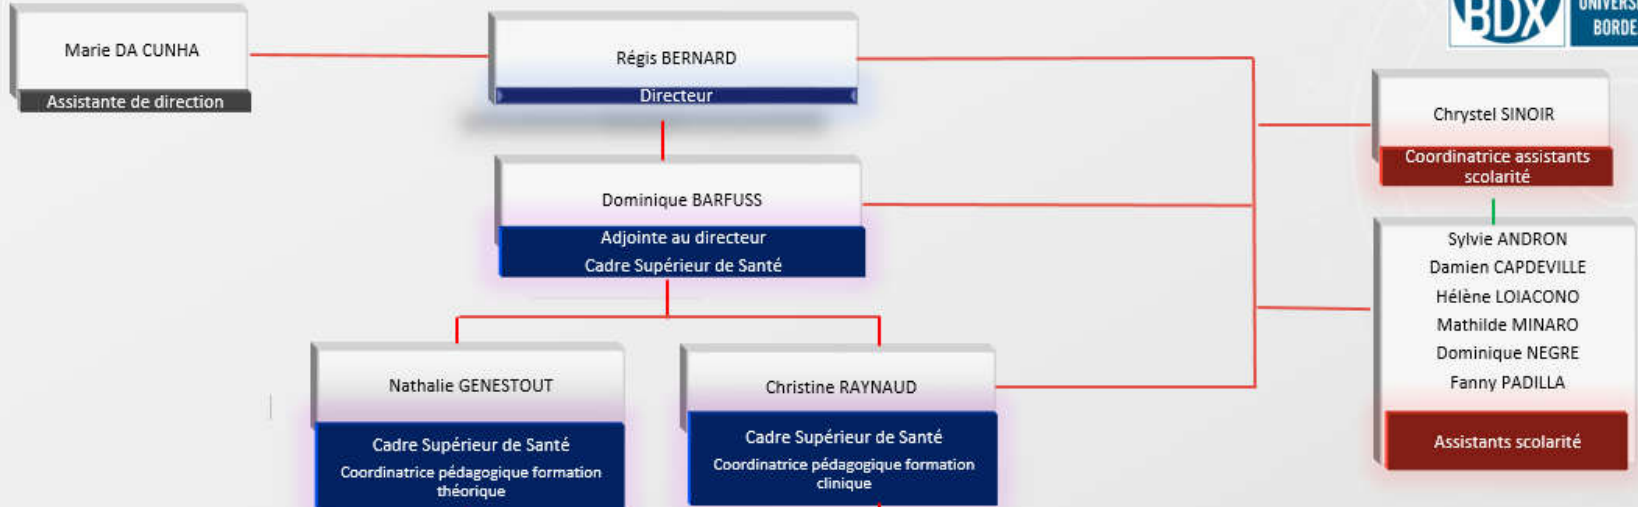 Marie DA CUNHA
Assistante de direction
Régis BERNARD
Directeur
BDX
Chrystel SINOIR
Coordinatrice assistants
scolarité
Dominique BARFUSS
Adjointe au directeur
Cadre Supérieur de Santé
Sylvie ANDRON
Damien CAPDEVILLE
Hélène LOIACONO
Mathilde MINARO
Dominique NEGRE
Fanny PADILLA
Assistants scolarité
Nathalie GENESTOUT
Cadre Supérieur de Santé
Coordinatrice pédagogique formation
théorique
Christine RAYNAUD
Cadre Supérieur de Santé
Coordinatrice pédagogique formation
clinique